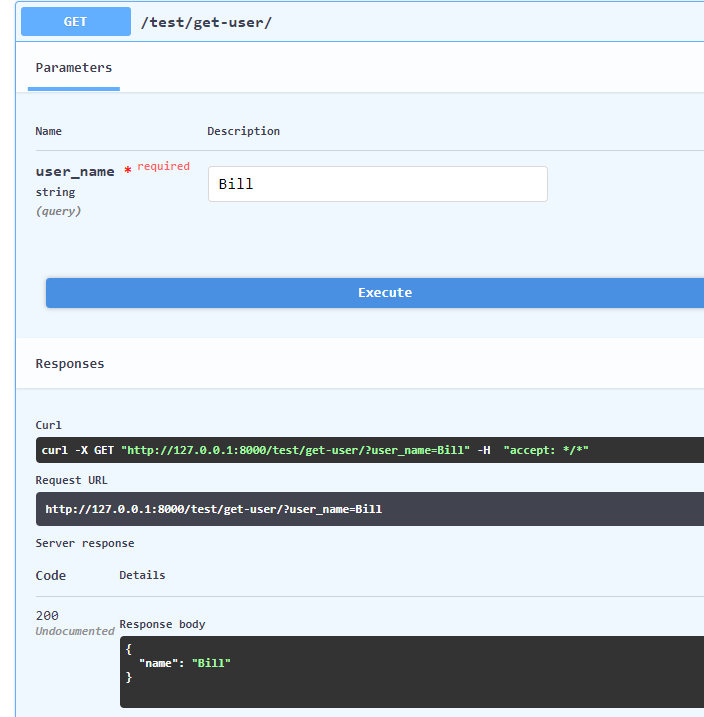 GET /test/get-user/
Parameters
Name Description
user_name * required
string
(query)
Bill
Execute
Responses
Curl
curl -X GET "http://127.0.0.1:8000/test/get-user/?user_name=Bill" -H  "accept: */*"
Request URL
http://127.0.0.1:8000/test/get-user/?user_name=Bill
Server response
Code Details
200
Undocumented
Response body
{
  "name": "Bill"
}